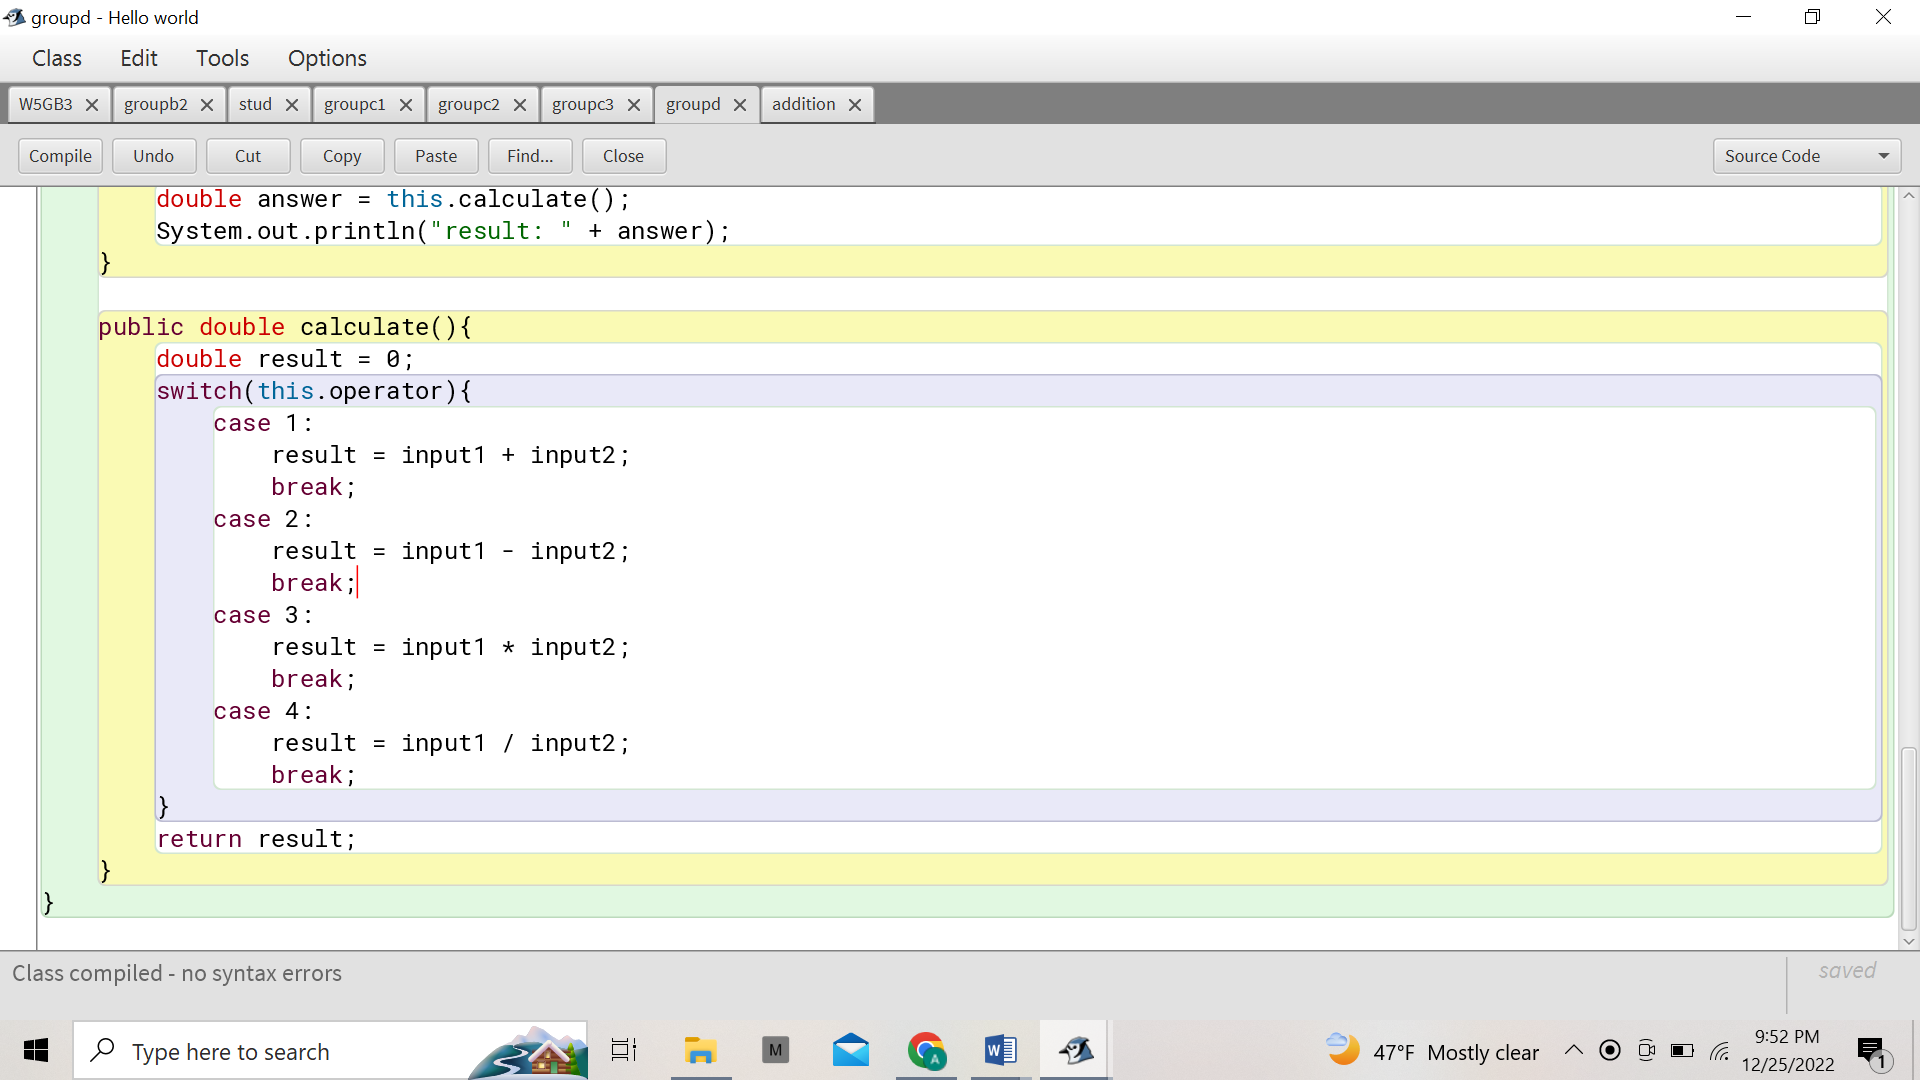 groupd - Hello world
Class Edit Tools Options
W5GB3 groupb2 stud groupc1 groupc2 groupc3 groupd addition
Compile Undo Cut Copy Paste Find... Close Source Code
double answer = this.calculate();
System.out.println("result: " + answer);
}
public double calculate(){
double result = 0;
switch(this.operator){
case 1:
result = input1 + input2;
break;
case 2:
result = input1 - input2;
break;
case 3:
result = input1 * input2;
break;
case 4:
result = input1 / input2;
break;
}
return result;
}
}
Class compiled - no syntax errors
saved
Type here to search
M
A
W
47°F Mostly clear
9:52 PM
12/25/2022
1